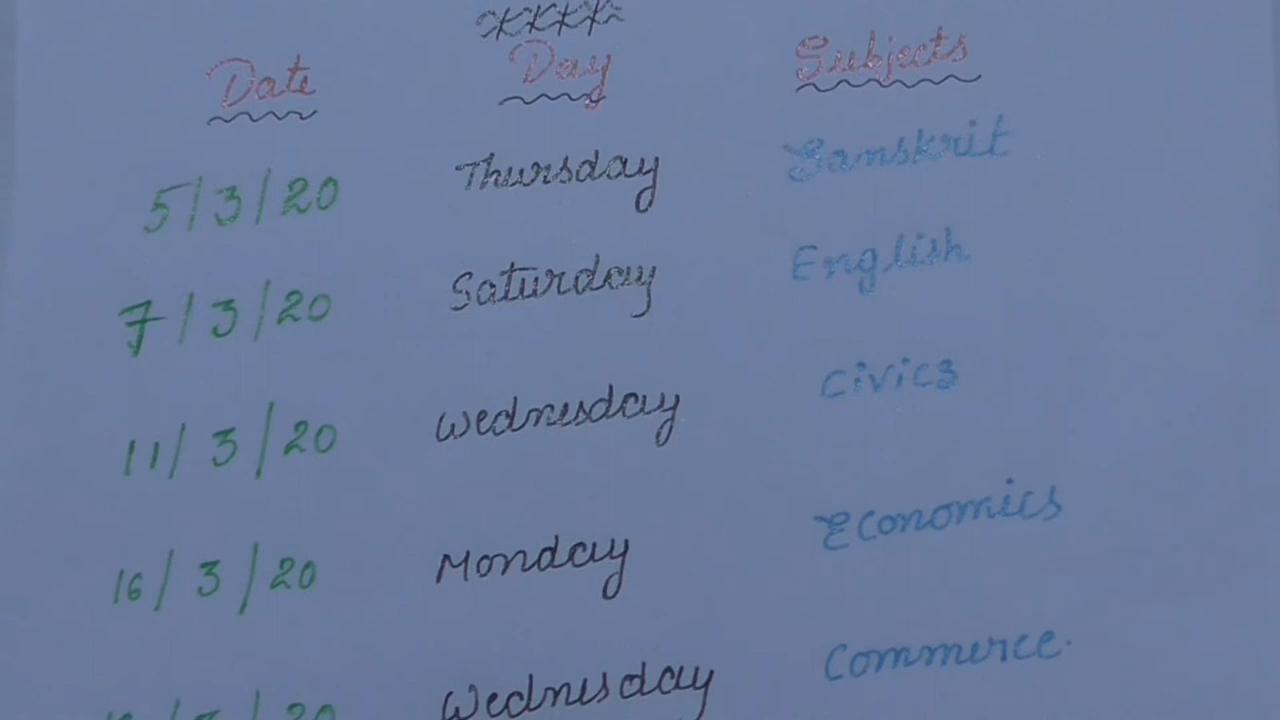 Date Day Subjects
5/3/20 Thursday Sanskrit
7/3/20 Saturday English
11/3/20 Wednesday Civics
16/3/20 Monday Economics
Wednesday Commerce.